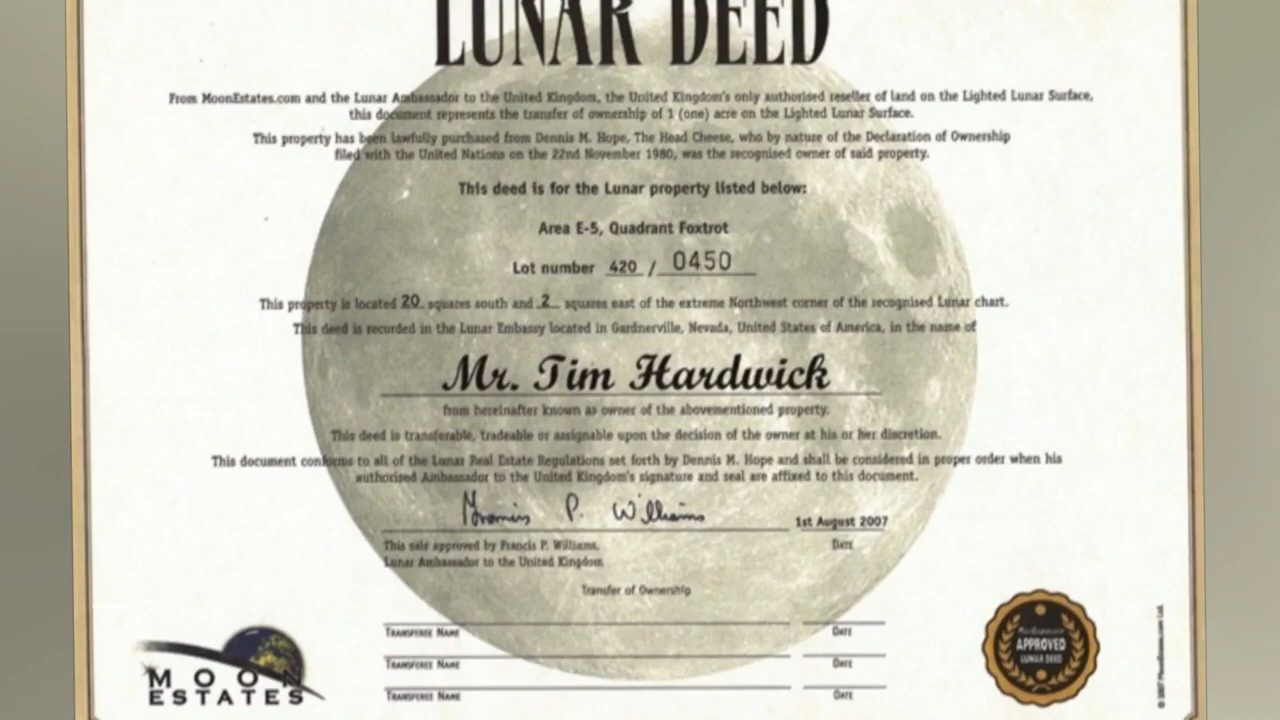 LUNAR DEED
From MoonEstates.com and the Lunar Ambassador to the United Kingdom, the United Kingdom's only authorised reseller of land on the Lighted Lunar Surface,
this document represents the transfer of ownership of 1 (one) acre on the Lighted Lunar Surface.
This property has been lawfully purchased from Dennis M. Hope, The Head Cheese, who by nature of the Declaration of Ownership
filed with the United Nations on the 22nd November 1980, was the recognised owner of said property.
This deed is for the Lunar property listed below:
Area E-5, Quadrant Foxtrot
Lot number 420 / 0450
This property is located 20 squares south and 2 squares east of the extreme Northwest corner of the recognised Lunar chart.
This deed is recorded in the Lunar Embassy located in Gardnerville, Nevada, United States of America, in the name of
Mr. Tim Hardwick
from hereinafter known as owner of the abovementioned property.
This deed is transferable, tradeable or assignable upon the decision of the owner at his or her discretion.
This document conforms to all of the Lunar Real Estate Regulations set forth by Dennis M. Hope and shall be considered in proper order when his
authorised Ambassador to the United Kingdom's signature and seal are affixed to this document.
Francis P. Williams
1st August 2007
This sale approved by Francis P. Williams,
DATE
Lunar Ambassador to the United Kingdom
Transfer of Ownership
TRANSFEREE NAME DATE
TRANSFEREE NAME DATE
TRANSFEREE NAME DATE
MOON
ESTATES
MoonEstates.com
APPROVED
LUNAR DEED
© 2007 MoonEstates.com Ltd.